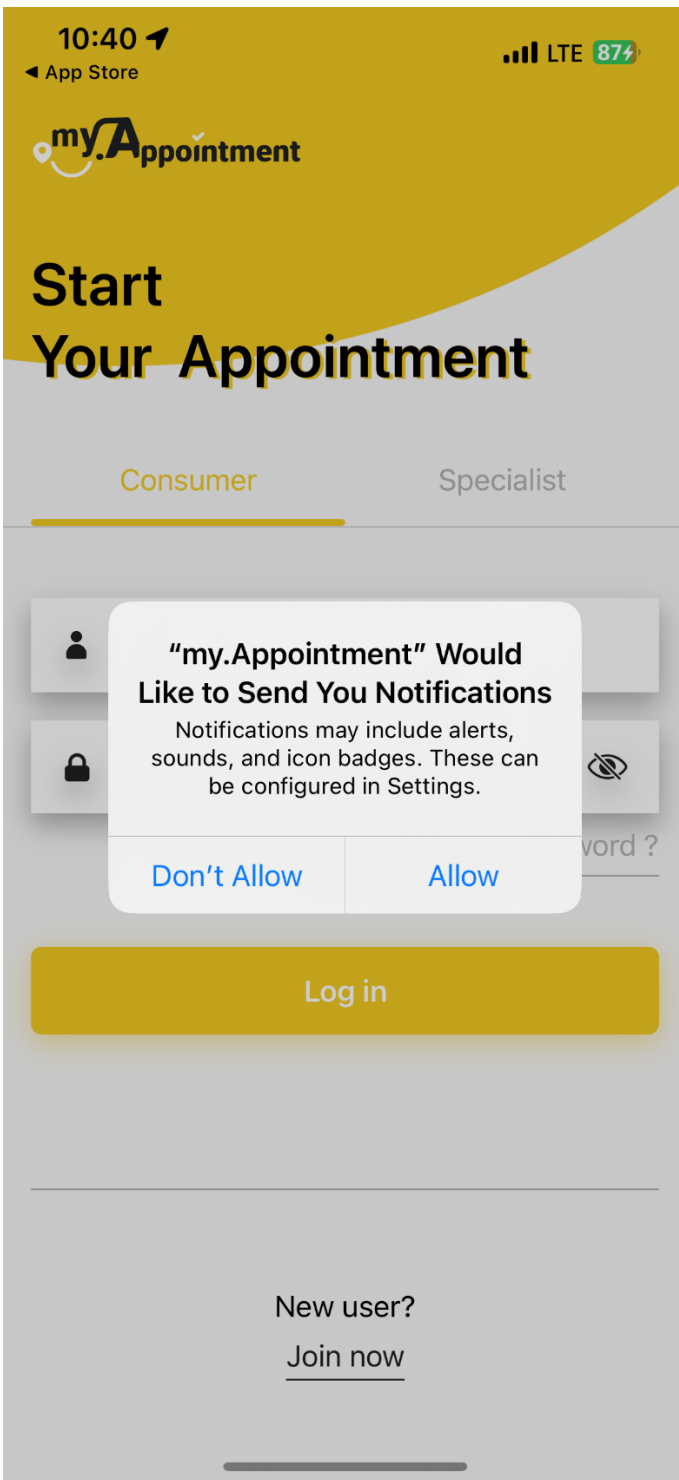 10:40
LTE 87
◀ App Store
my.Appointment
Start
Your Appointment
Consumer
Specialist
“my.Appointment” Would
Like to Send You Notifications
Notifications may include alerts,
sounds, and icon badges. These can
be configured in Settings.
word ?
Don’t Allow
Allow
Log in
New user?
Join now